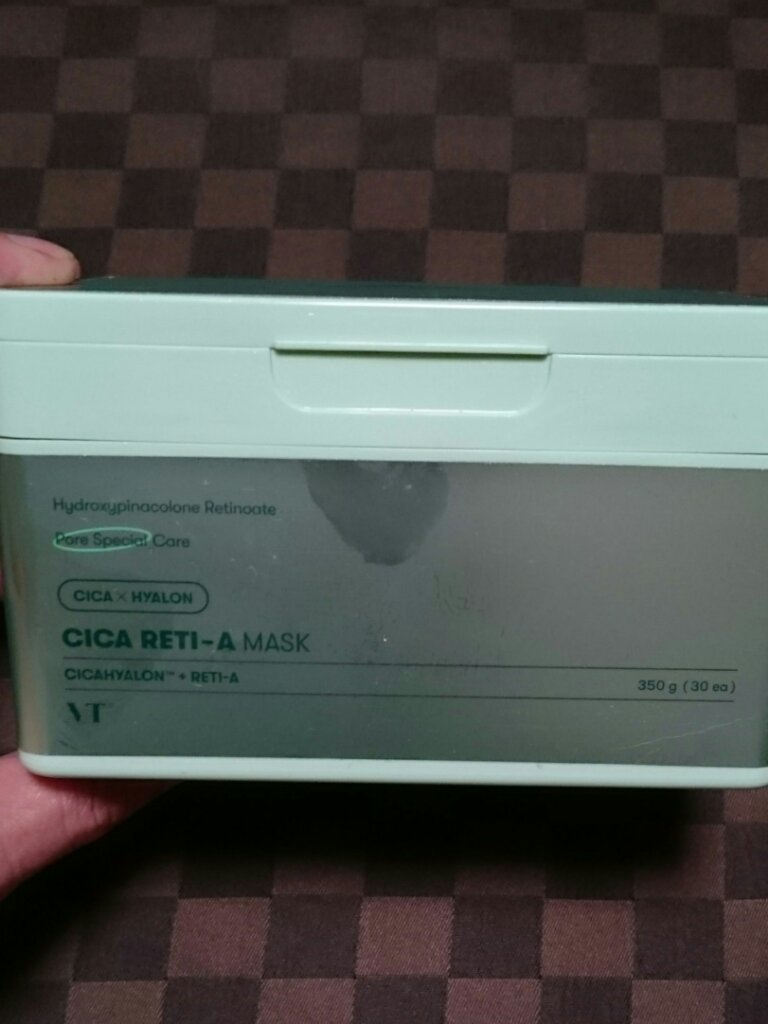 Hydroxypinacolone Retinoate
Pore Special Care
CICA × HYALON
CICA RETI-A MASK
CICAHYALON™ + RETI-A
350 g (30 ea)
VT